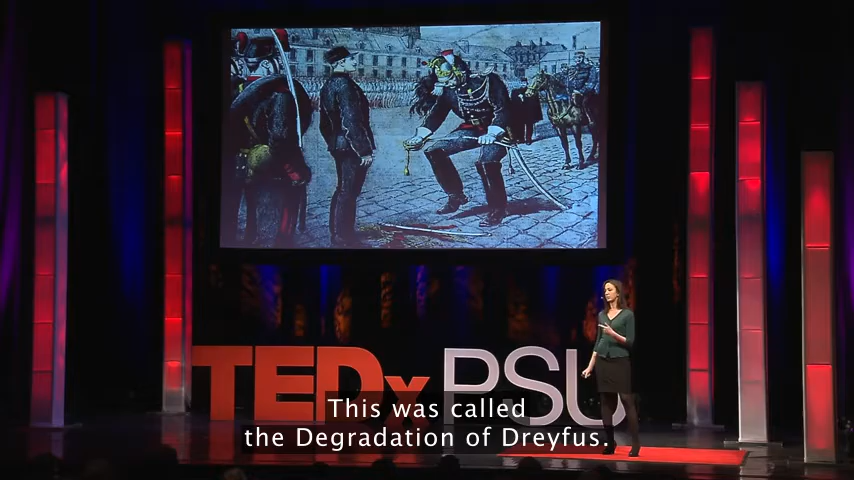 TEDxPSU
This was called
the Degradation of Dreyfus.